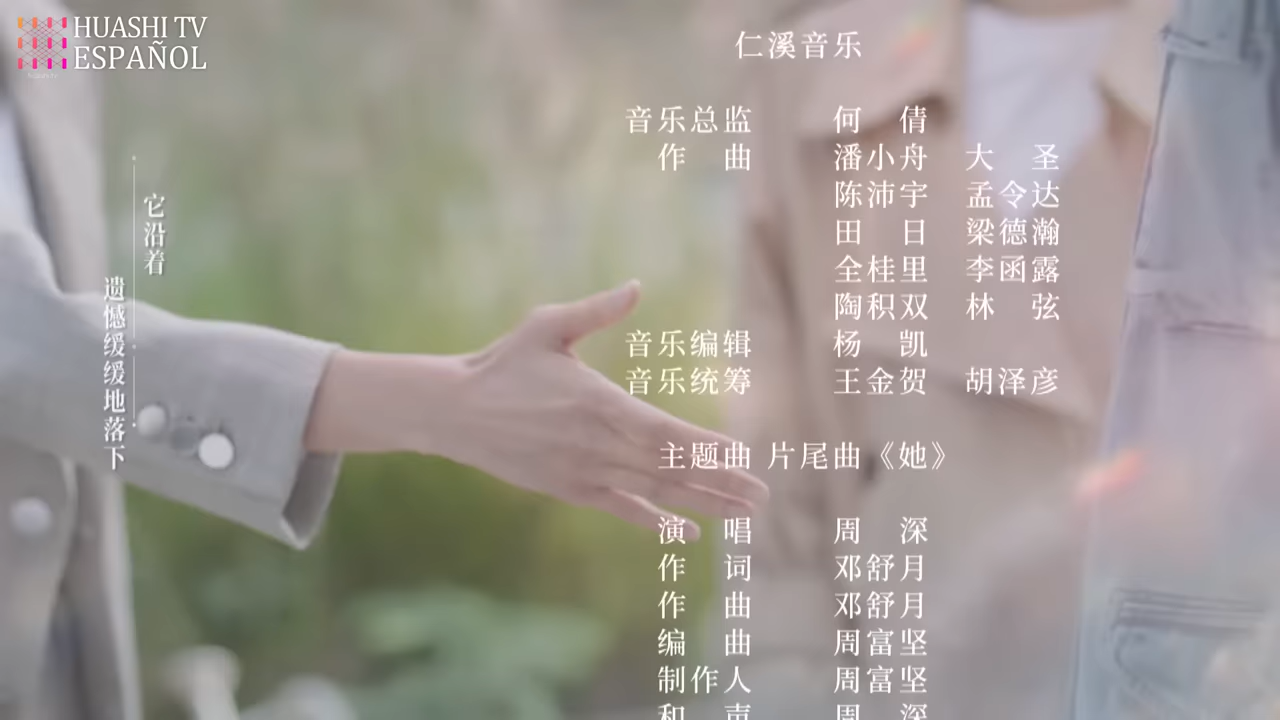 HUASHI TV
ESPAÑOL
它沿着
遗憾缓缓地落下
仁溪音乐
音乐总监 何倩
作曲 潘小舟 大圣
陈沛宇 孟令达
田日 梁德瀚
全桂里 李函露
陶积双 林弦
音乐编辑 杨凯
音乐统筹 王金贺 胡泽彦
主题曲 片尾曲《她》
演唱 周深
作词 邓舒月
作曲 邓舒月
编曲 周富坚
制作人 周富坚
和声 周深